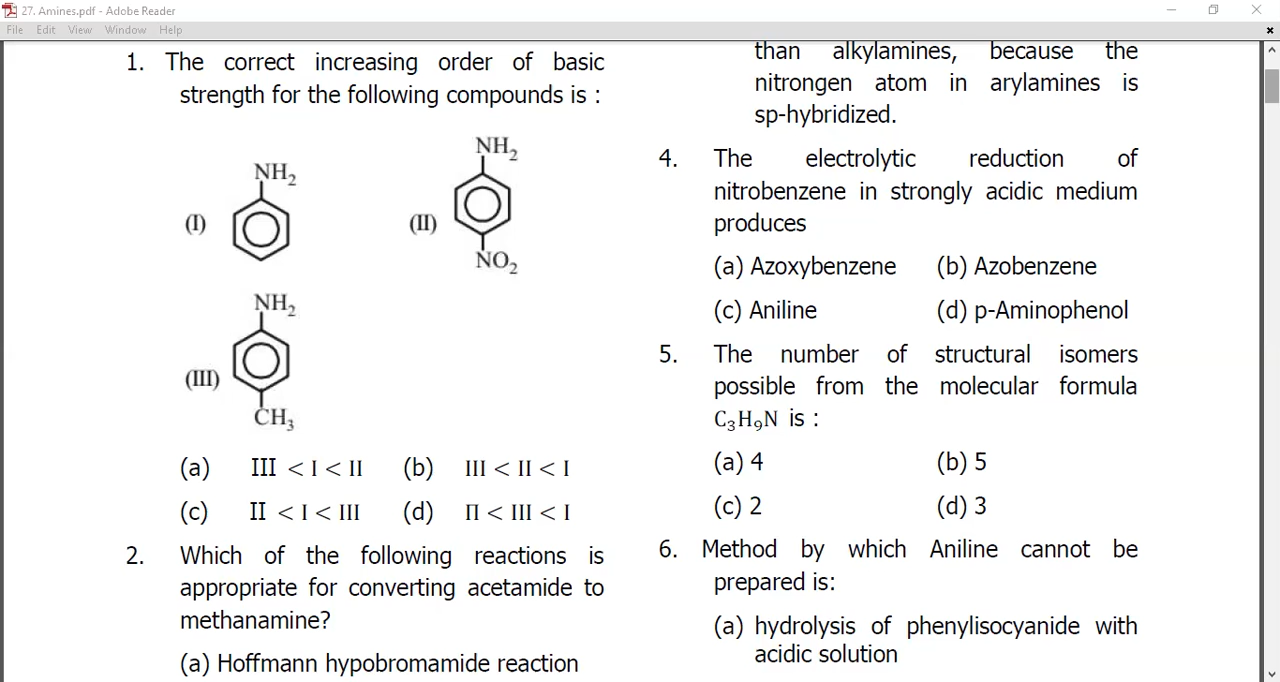 27. Amines.pdf - Adobe Reader
File Edit View Window Help
1. The correct increasing order of basic
strength for the following compounds is :
(I)
NH2
(II)
NH2
NO2
(III)
NH2
CH3
(a) III < I < II (b) III < II < I
(c) II < I < III (d) II < III < I
2. Which of the following reactions is
appropriate for converting acetamide to
methanamine?
(a) Hoffmann hypobromamide reaction
than alkylamines, because the
nitrongen atom in arylamines is
sp-hybridized.
4. The electrolytic reduction of
nitrobenzene in strongly acidic medium
produces
(a) Azoxybenzene (b) Azobenzene
(c) Aniline (d) p-Aminophenol
5. The number of structural isomers
possible from the molecular formula
C₃H₉N is :
(a) 4 (b) 5
(c) 2 (d) 3
6. Method by which Aniline cannot be
prepared is:
(a) hydrolysis of phenylisocyanide with
acidic solution